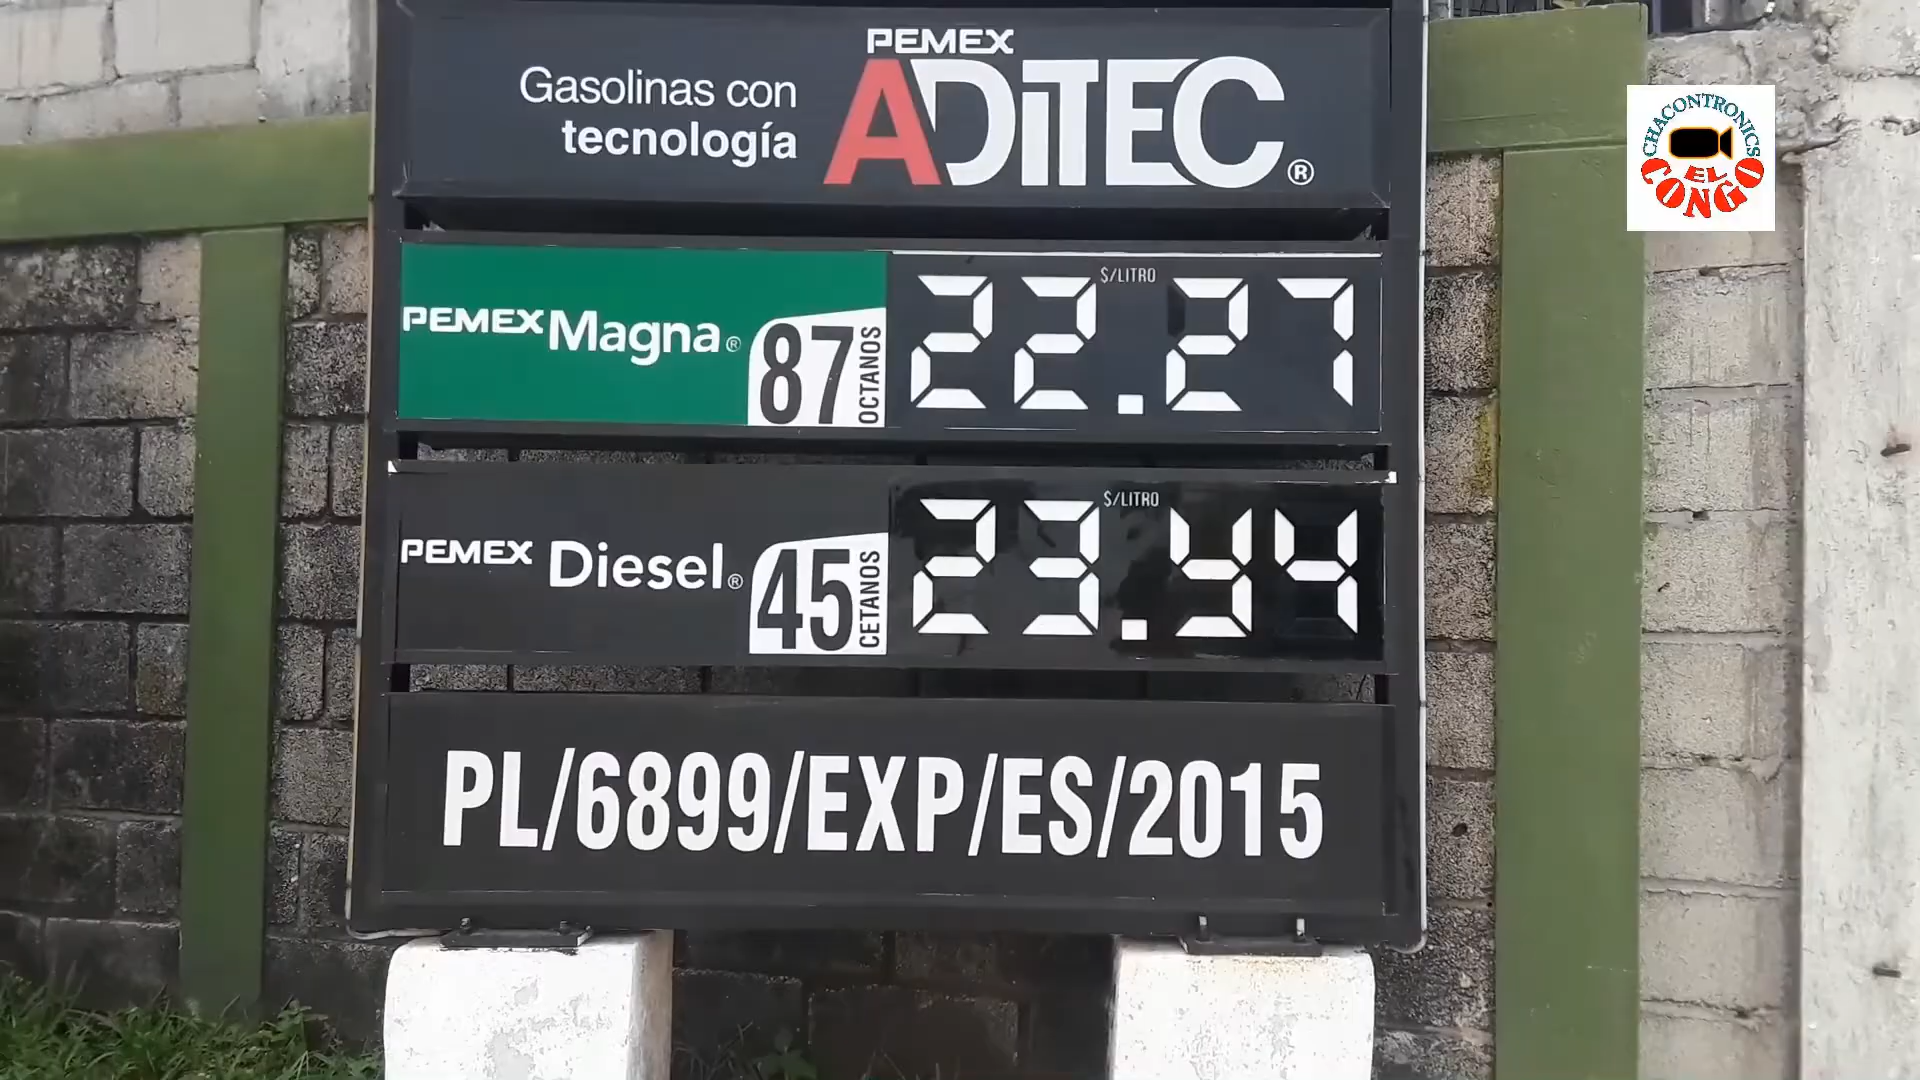 PEMEX
Gasolinas con
tecnología
ADITEC®
$/LITRO
PEMEX Magna® 87 OCTANOS 22.27
$/LITRO
PEMEX Diesel® 45 CETANOS 23.94
PL/6899/EXP/ES/2015
CHACONTRONICS
EL
CONGO